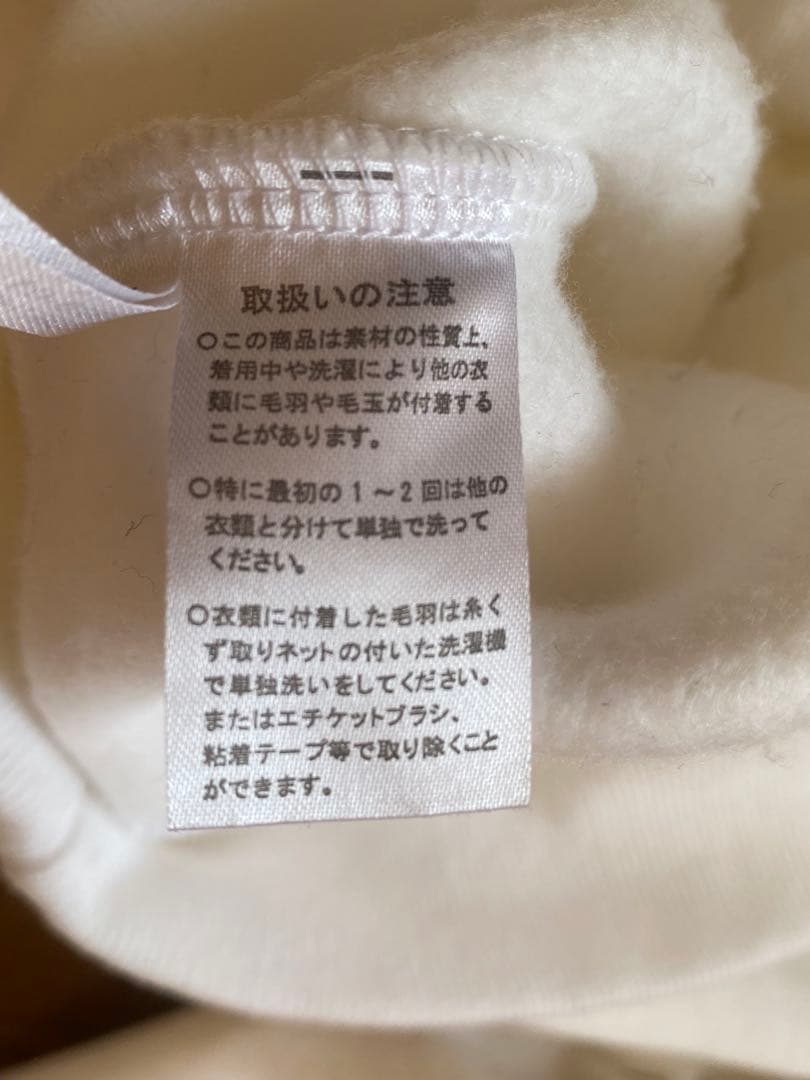 取扱いの注意
○この商品は素材の性質上、
着用中や洗濯により他の衣
類に毛羽や毛玉が付着する
ことがあります。
○特に最初の1～2回は他の
衣類と分けて単独で洗って
ください。
○衣類に付着した毛羽は糸く
ず取りネットの付いた洗濯機
で単独洗いをしてください。
またはエチケットブラシ、
粘着テープ等で取り除くこと
ができます。